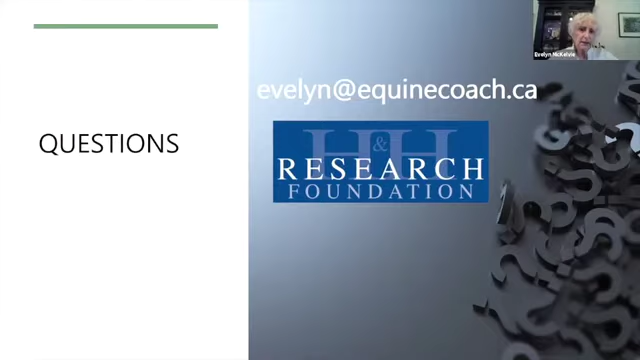 Evelyn McKelvie
evelyn@equinecoach.ca
QUESTIONS
H&H
RESEARCH
FOUNDATION